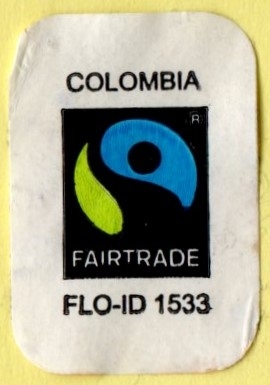 COLOMBIA
®
FAIRTRADE
FLO-ID 1533